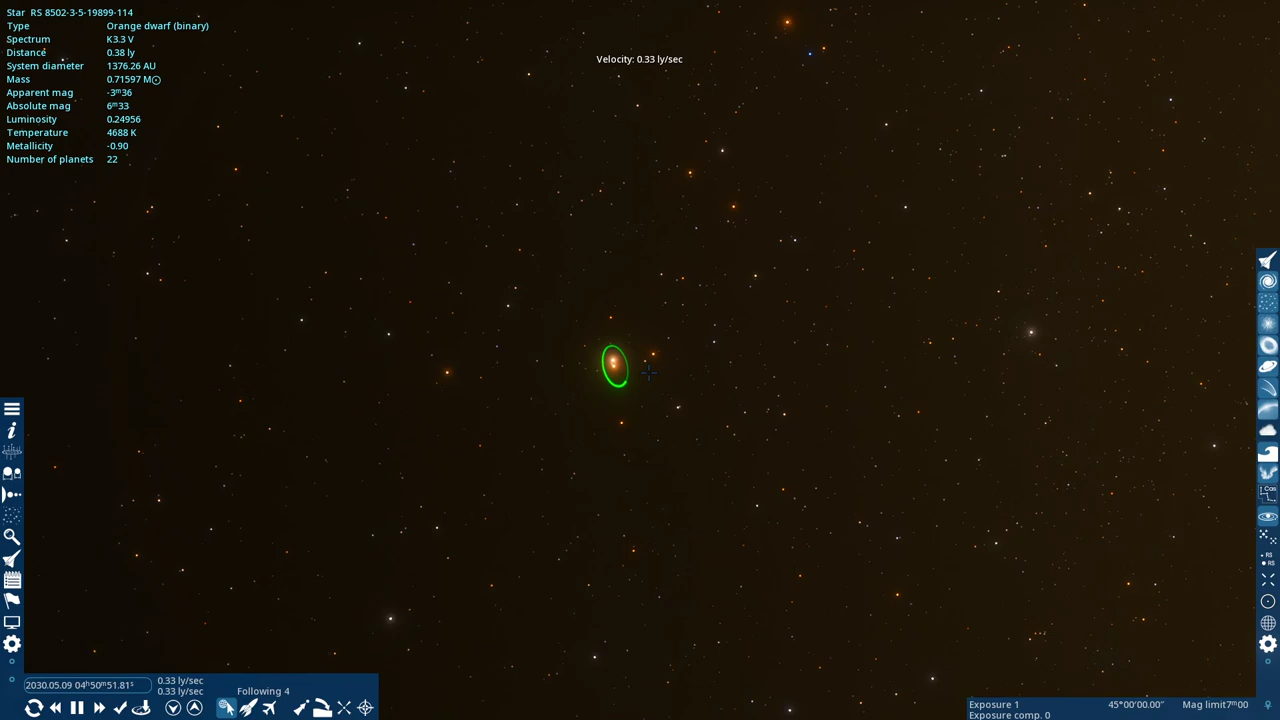 Star RS 8502-3-5-19899-114
Type Orange dwarf (binary)
Spectrum K3.3 V
Distance 0.38 ly
System diameter 1376.26 AU
Mass 0.71597 M☉
Apparent mag -3ᵐ36
Absolute mag 6ᵐ33
Luminosity 0.24956
Temperature 4688 K
Metallicity -0.90
Number of planets 22
Velocity: 0.33 ly/sec
RS
RS
2030.05.09 04ʰ50ᵐ51.81ˢ
0.33 ly/sec
0.33 ly/sec
Following 4
Exposure 1 45°00'00.00" Mag limit7ᵐ00
Exposure comp. 0